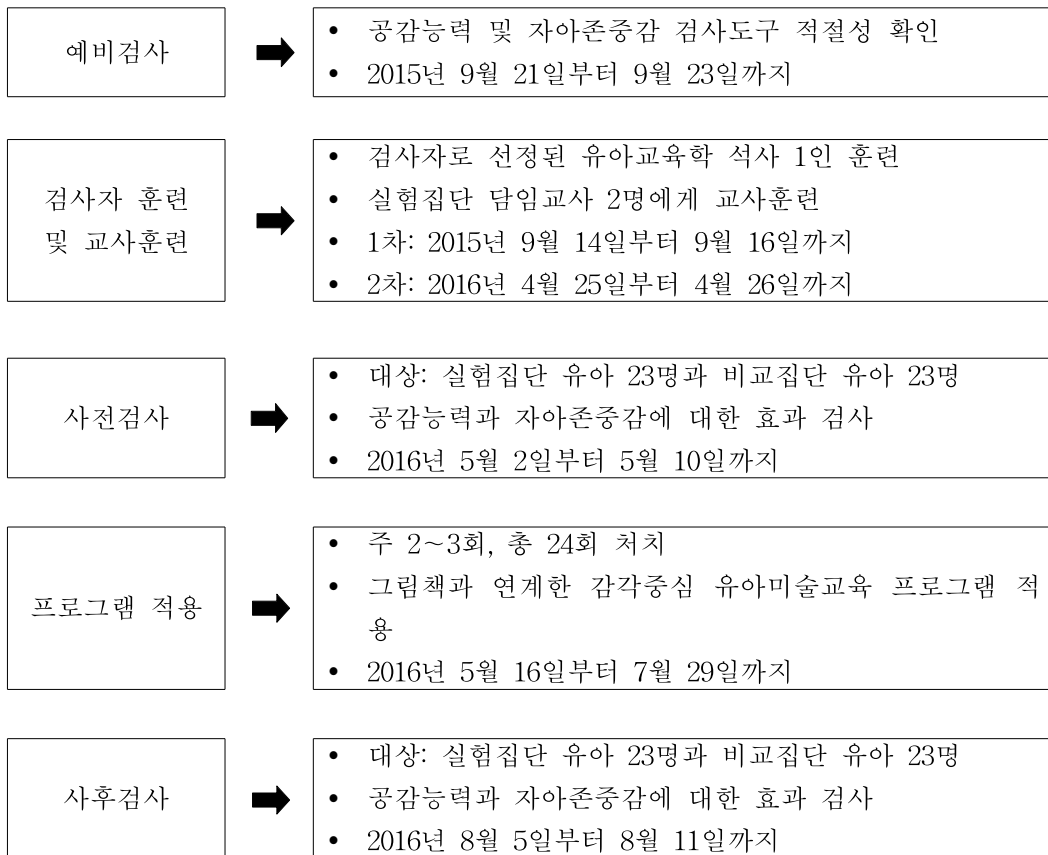 예비검사
• 공감능력 및 자아존중감 검사도구 적절성 확인
• 2015년 9월 21일부터 9월 23일까지
검사자 훈련
및 교사훈련
• 검사자로 선정된 유아교육학 석사 1인 훈련
• 실험집단 담임교사 2명에게 교사훈련
• 1차: 2015년 9월 14일부터 9월 16일까지
• 2차: 2016년 4월 25일부터 4월 26일까지
사전검사
• 대상: 실험집단 유아 23명과 비교집단 유아 23명
• 공감능력과 자아존중감에 대한 효과 검사
• 2016년 5월 2일부터 5월 10일까지
프로그램 적용
• 주 2~3회, 총 24회 처치
• 그림책과 연계한 감각중심 유아미술교육 프로그램 적
용
• 2016년 5월 16일부터 7월 29일까지
사후검사
• 대상: 실험집단 유아 23명과 비교집단 유아 23명
• 공감능력과 자아존중감에 대한 효과 검사
• 2016년 8월 5일부터 8월 11일까지